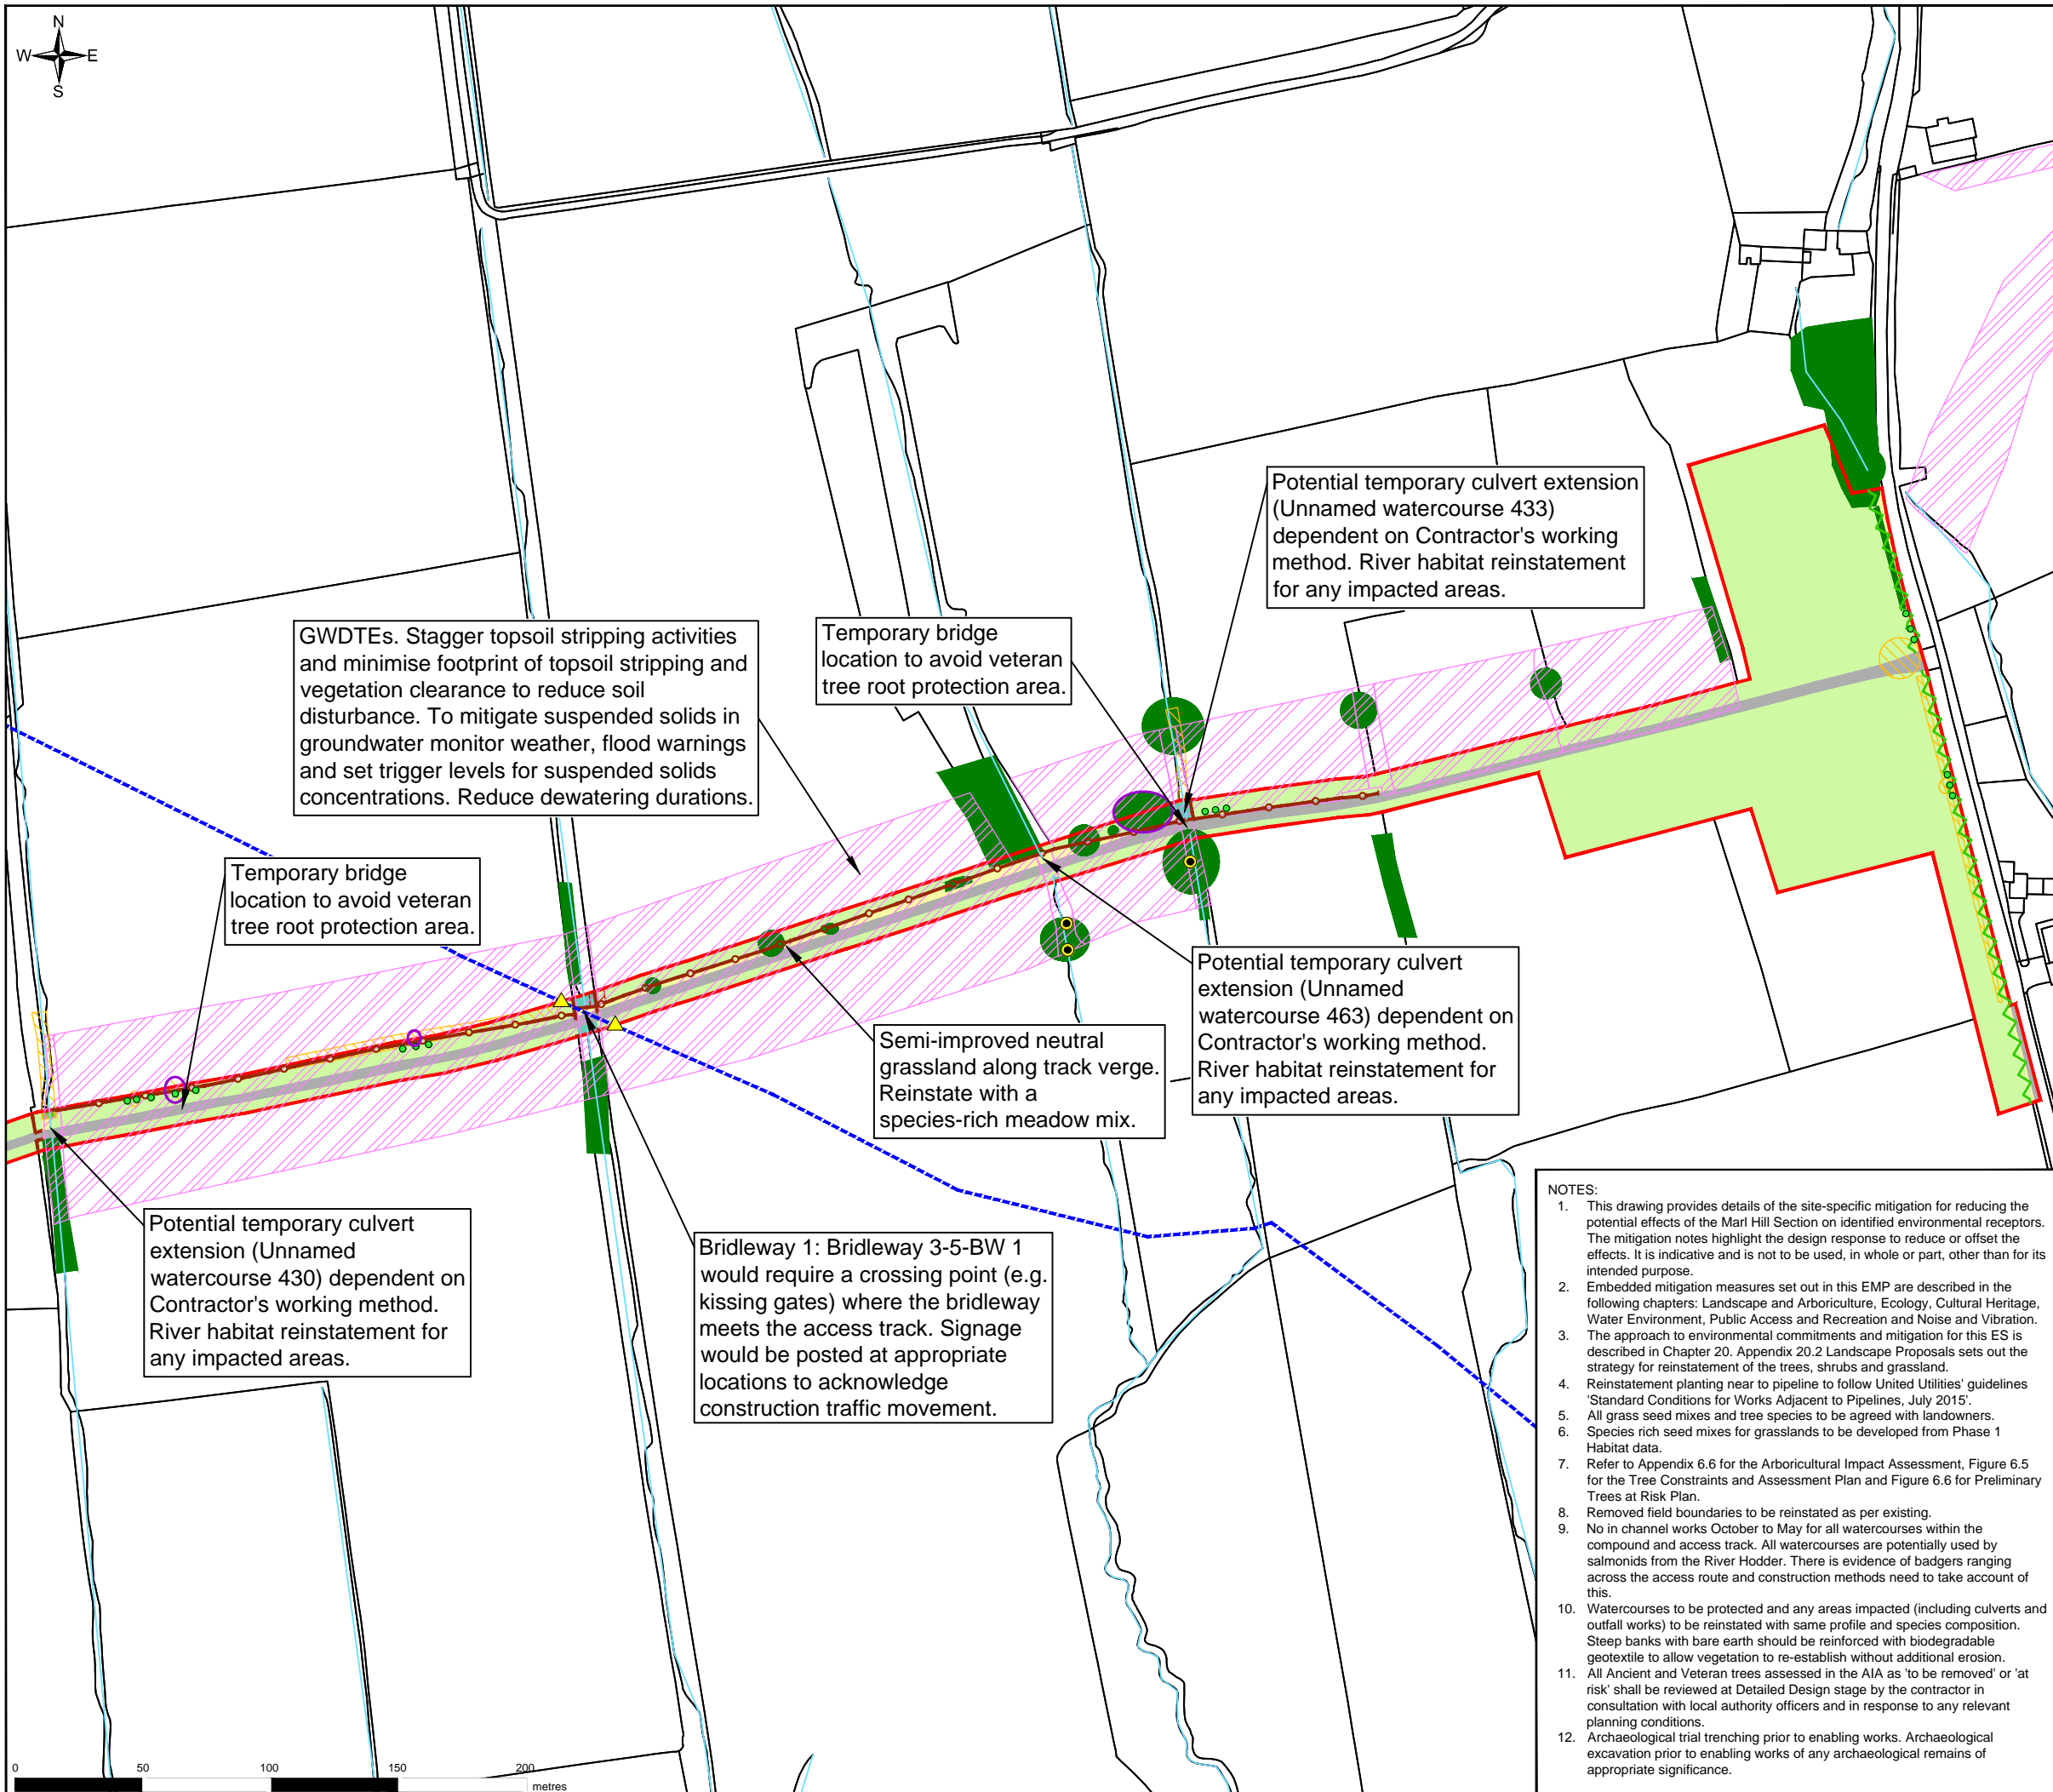 N
W E
S
Potential temporary culvert extension
(Unnamed watercourse 433)
dependent on Contractor's working
method. River habitat reinstatement
for any impacted areas.
GWDTEs. Stagger topsoil stripping activities
and minimise footprint of topsoil stripping and
vegetation clearance to reduce soil
disturbance. To mitigate suspended solids in
groundwater monitor weather, flood warnings
and set trigger levels for suspended solids
concentrations. Reduce dewatering durations.
Temporary bridge
location to avoid veteran
tree root protection area.
Temporary bridge
location to avoid veteran
tree root protection area.
Potential temporary culvert
extension (Unnamed
watercourse 463) dependent on
Contractor's working method.
River habitat reinstatement for
any impacted areas.
Semi-improved neutral
grassland along track verge.
Reinstate with a
species-rich meadow mix.
Potential temporary culvert
extension (Unnamed
watercourse 430) dependent on
Contractor's working method.
River habitat reinstatement for
any impacted areas.
Bridleway 1: Bridleway 3-5-BW 1
would require a crossing point (e.g.
kissing gates) where the bridleway
meets the access track. Signage
would be posted at appropriate
locations to acknowledge
construction traffic movement.
NOTES:
1. This drawing provides details of the site-specific mitigation for reducing the
potential effects of the Marl Hill Section on identified environmental receptors.
The mitigation notes highlight the design response to reduce or offset the
effects. It is indicative and is not to be used, in whole or part, other than for its
intended purpose.
2. Embedded mitigation measures set out in this EMP are described in the
following chapters: Landscape and Arboriculture, Ecology, Cultural Heritage,
Water Environment, Public Access and Recreation and Noise and Vibration.
3. The approach to environmental commitments and mitigation for this ES is
described in Chapter 20. Appendix 20.2 Landscape Proposals sets out the
strategy for reinstatement of the trees, shrubs and grassland.
4. Reinstatement planting near to pipeline to follow United Utilities' guidelines
'Standard Conditions for Works Adjacent to Pipelines, July 2015'.
5. All grass seed mixes and tree species to be agreed with landowners.
6. Species rich seed mixes for grasslands to be developed from Phase 1
Habitat data.
7. Refer to Appendix 6.6 for the Arboricultural Impact Assessment, Figure 6.5
for the Tree Constraints and Assessment Plan and Figure 6.6 for Preliminary
Trees at Risk Plan.
8. Removed field boundaries to be reinstated as per existing.
9. No in channel works October to May for all watercourses within the
compound and access track. All watercourses are potentially used by
salmonids from the River Hodder. There is evidence of badgers ranging
across the access route and construction methods need to take account of
this.
10. Watercourses to be protected and any areas impacted (including culverts and
outfall works) to be reinstated with same profile and species composition.
Steep banks with bare earth should be reinforced with biodegradable
geotextile to allow vegetation to re-establish without additional erosion.
11. All Ancient and Veteran trees assessed in the AIA as 'to be removed' or 'at
risk' shall be reviewed at Detailed Design stage by the contractor in
consultation with local authority officers and in response to any relevant
planning conditions.
12. Archaeological trial trenching prior to enabling works. Archaeological
excavation prior to enabling works of any archaeological remains of
appropriate significance.
0 50 100 150 200
metres